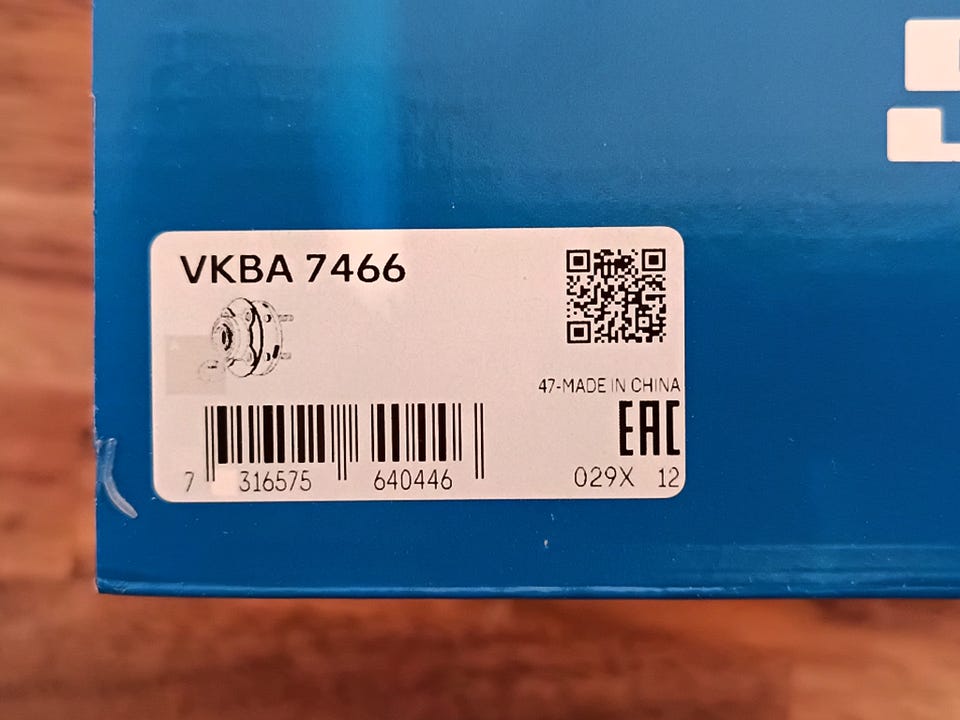 VKBA 7466
47-MADE IN CHINA
EAC
7 316575 640446
029X 12